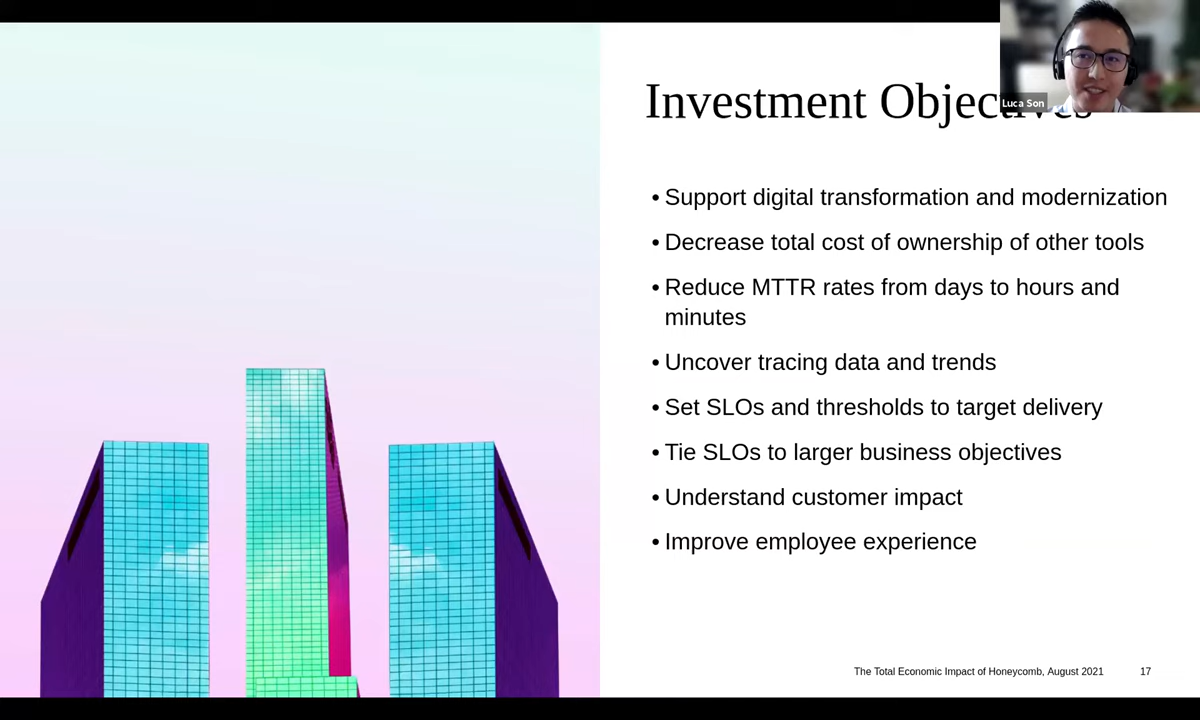 Investment Objectives
Luca Son
• Support digital transformation and modernization
• Decrease total cost of ownership of other tools
• Reduce MTTR rates from days to hours and
minutes
• Uncover tracing data and trends
• Set SLOs and thresholds to target delivery
• Tie SLOs to larger business objectives
• Understand customer impact
• Improve employee experience
The Total Economic Impact of Honeycomb, August 2021 17